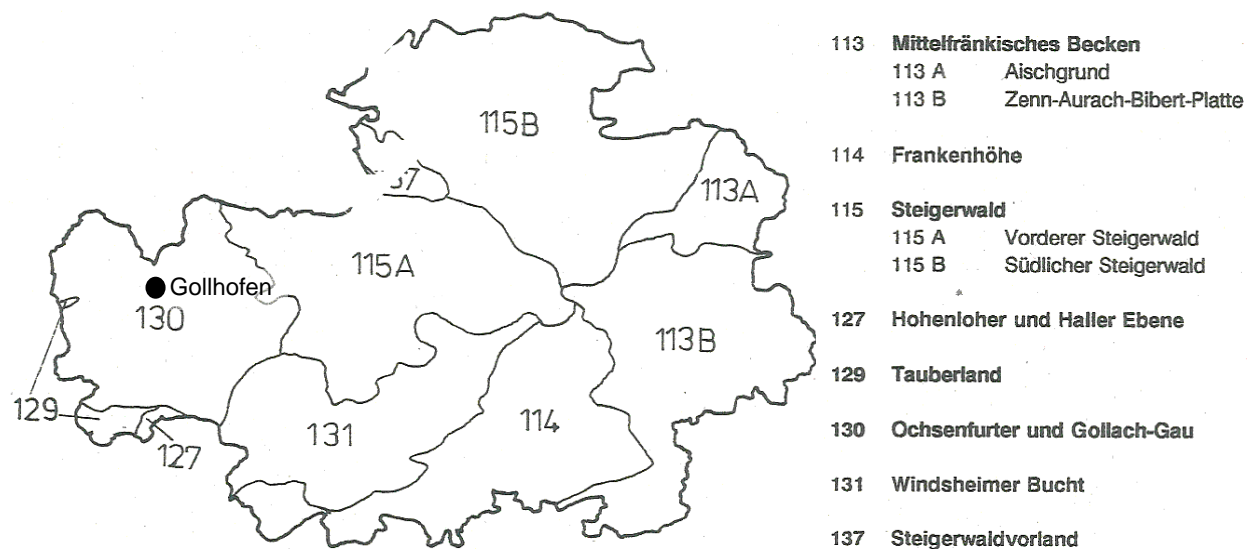 115B
37
113A
115A
Gollhofen
130
113B
129
131
114
127
113 Mittelfränkisches Becken
113 A Aischgrund
113 B Zenn-Aurach-Bibert-Platte
114 Frankenhöhe
115 Steigerwald
115 A Vorderer Steigerwald
115 B Südlicher Steigerwald
127 Hohenloher und Haller Ebene
129 Tauberland
130 Ochsenfurter und Gollach-Gau
131 Windsheimer Bucht
137 Steigerwaldvorland